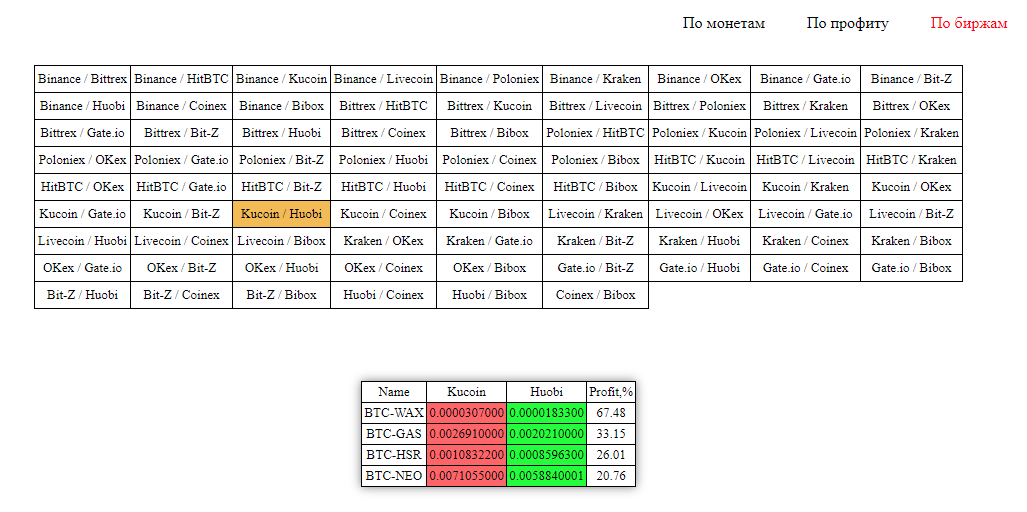 По монетам По профиту По биржам
Binance / Bittrex Binance / HitBTC Binance / Kucoin Binance / Livecoin Binance / Poloniex Binance / Kraken Binance / OKex Binance / Gate.io Binance / Bit-Z
Binance / Huobi Binance / Coinex Binance / Bibox Bittrex / HitBTC Bittrex / Kucoin Bittrex / Livecoin Bittrex / Poloniex Bittrex / Kraken Bittrex / OKex
Bittrex / Gate.io Bittrex / Bit-Z Bittrex / Huobi Bittrex / Coinex Bittrex / Bibox Poloniex / HitBTC Poloniex / Kucoin Poloniex / Livecoin Poloniex / Kraken
Poloniex / OKex Poloniex / Gate.io Poloniex / Bit-Z Poloniex / Huobi Poloniex / Coinex Poloniex / Bibox HitBTC / Kucoin HitBTC / Livecoin HitBTC / Kraken
HitBTC / OKex HitBTC / Gate.io HitBTC / Bit-Z HitBTC / Huobi HitBTC / Coinex HitBTC / Bibox Kucoin / Livecoin Kucoin / Kraken Kucoin / OKex
Kucoin / Gate.io Kucoin / Bit-Z Kucoin / Huobi Kucoin / Coinex Kucoin / Bibox Livecoin / Kraken Livecoin / OKex Livecoin / Gate.io Livecoin / Bit-Z
Livecoin / Huobi Livecoin / Coinex Livecoin / Bibox Kraken / OKex Kraken / Gate.io Kraken / Bit-Z Kraken / Huobi Kraken / Coinex Kraken / Bibox
OKex / Gate.io OKex / Bit-Z OKex / Huobi OKex / Coinex OKex / Bibox Gate.io / Bit-Z Gate.io / Huobi Gate.io / Coinex Gate.io / Bibox
Bit-Z / Huobi Bit-Z / Coinex Bit-Z / Bibox Huobi / Coinex Huobi / Bibox Coinex / Bibox
Name Kucoin Huobi Profit,%
BTC-WAX 0.0000307000 0.0000183300 67.48
BTC-GAS 0.0026910000 0.0020210000 33.15
BTC-HSR 0.0010832200 0.0008596300 26.01
BTC-NEO 0.0071055000 0.0058840001 20.76